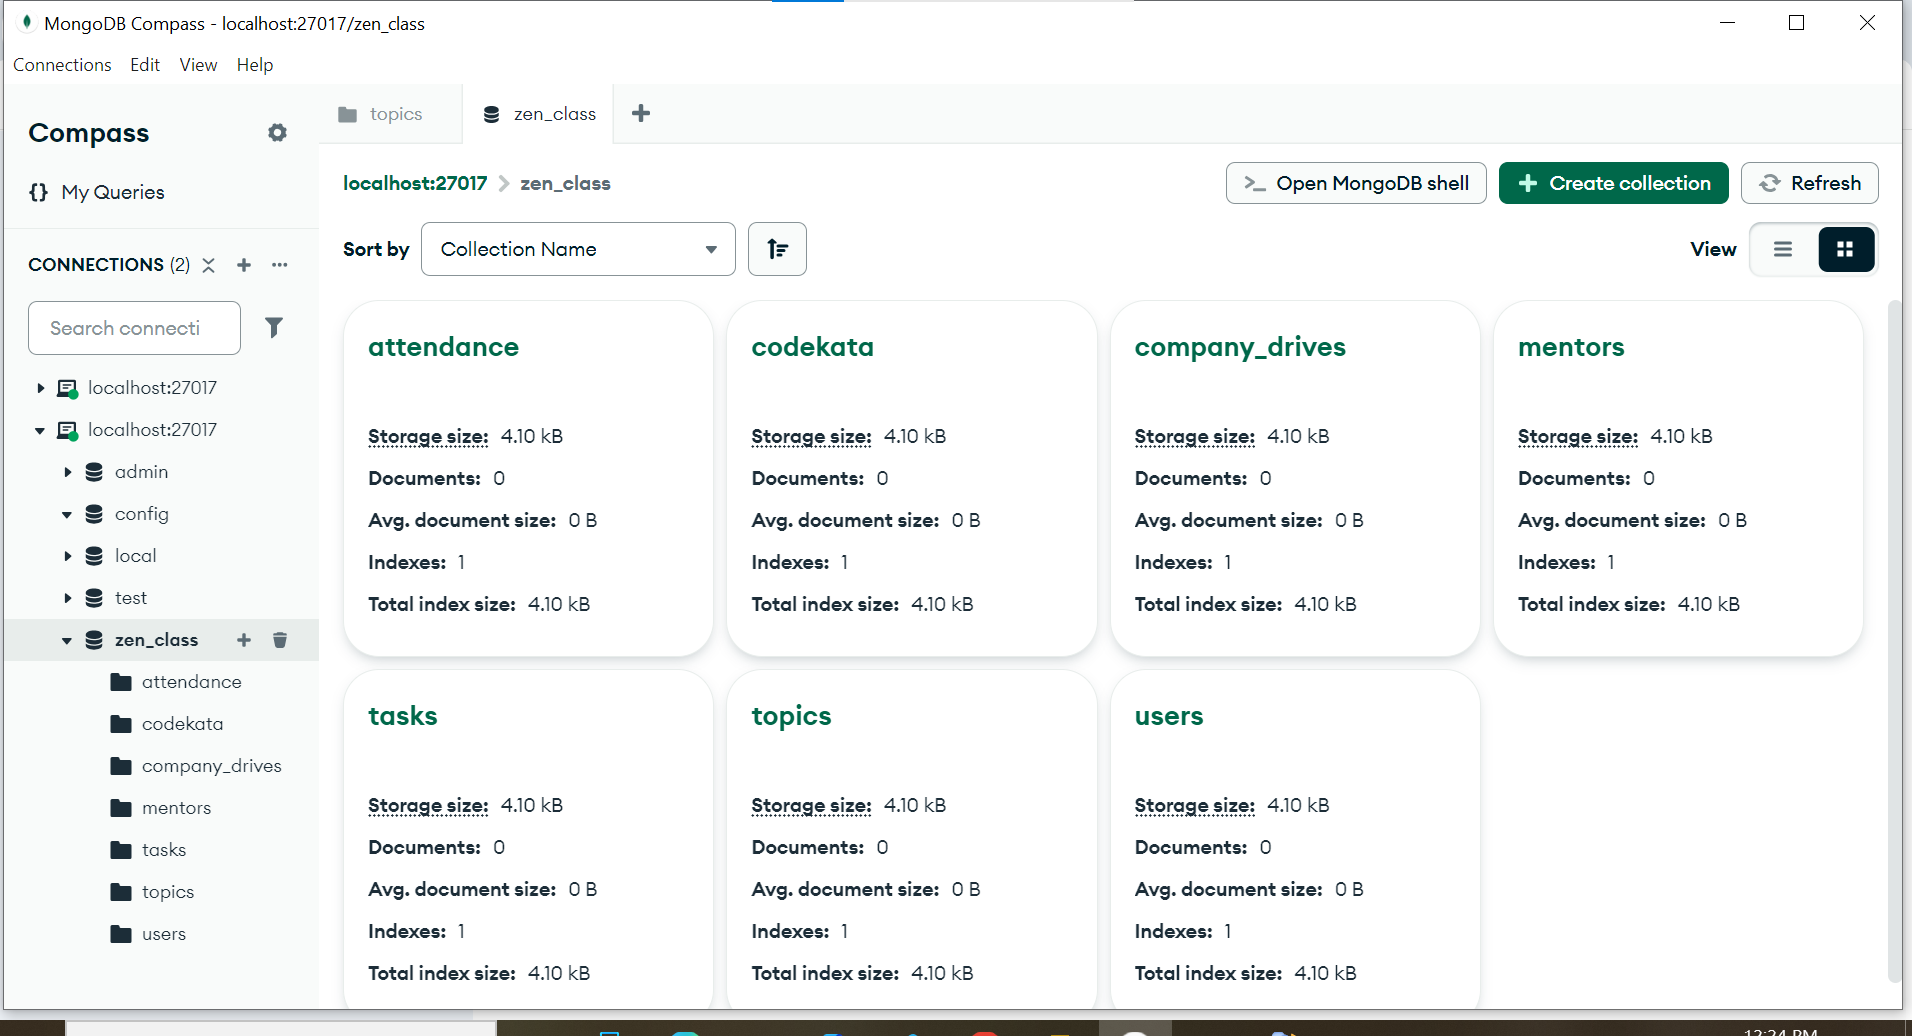 MongoDB Compass - localhost:27017/zen_class
Connections Edit View Help
Compass
My Queries
CONNECTIONS (2)
Search connecti
localhost:27017
localhost:27017
admin
config
local
test
zen_class
attendance
codekata
company_drives
mentors
tasks
topics
users
topics
zen_class
localhost:27017 > zen_class
>_ Open MongoDB shell
+ Create collection
Refresh
Sort by Collection Name
View
attendance
Storage size: 4.10 kB
Documents: 0
Avg. document size: 0 B
Indexes: 1
Total index size: 4.10 kB
codekata
Storage size: 4.10 kB
Documents: 0
Avg. document size: 0 B
Indexes: 1
Total index size: 4.10 kB
company_drives
Storage size: 4.10 kB
Documents: 0
Avg. document size: 0 B
Indexes: 1
Total index size: 4.10 kB
mentors
Storage size: 4.10 kB
Documents: 0
Avg. document size: 0 B
Indexes: 1
Total index size: 4.10 kB
tasks
Storage size: 4.10 kB
Documents: 0
Avg. document size: 0 B
Indexes: 1
Total index size: 4.10 kB
topics
Storage size: 4.10 kB
Documents: 0
Avg. document size: 0 B
Indexes: 1
Total index size: 4.10 kB
users
Storage size: 4.10 kB
Documents: 0
Avg. document size: 0 B
Indexes: 1
Total index size: 4.10 kB
12:24 PM